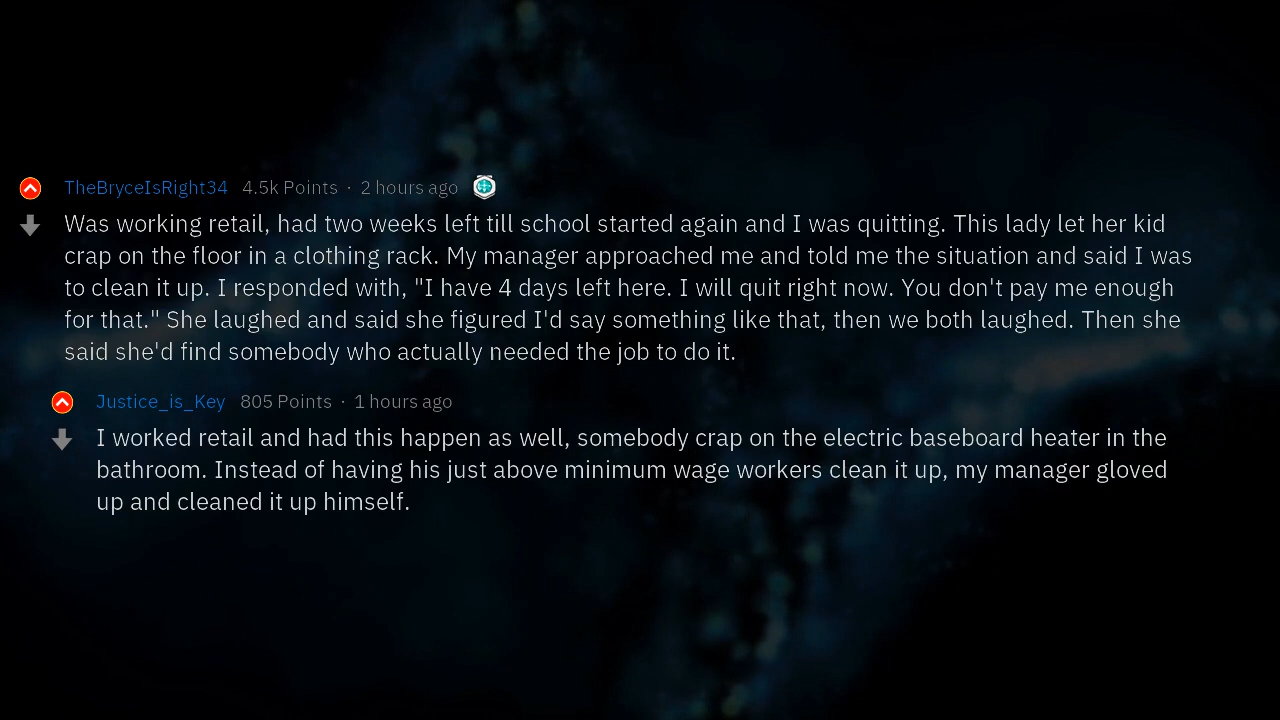 TheBryceIsRight34 4.5k Points · 2 hours ago
Was working retail, had two weeks left till school started again and I was quitting. This lady let her kid
crap on the floor in a clothing rack. My manager approached me and told me the situation and said I was
to clean it up. I responded with, "I have 4 days left here. I will quit right now. You don't pay me enough
for that." She laughed and said she figured I'd say something like that, then we both laughed. Then she
said she'd find somebody who actually needed the job to do it.
Justice_is_Key 805 Points · 1 hours ago
I worked retail and had this happen as well, somebody crap on the electric baseboard heater in the
bathroom. Instead of having his just above minimum wage workers clean it up, my manager gloved
up and cleaned it up himself.